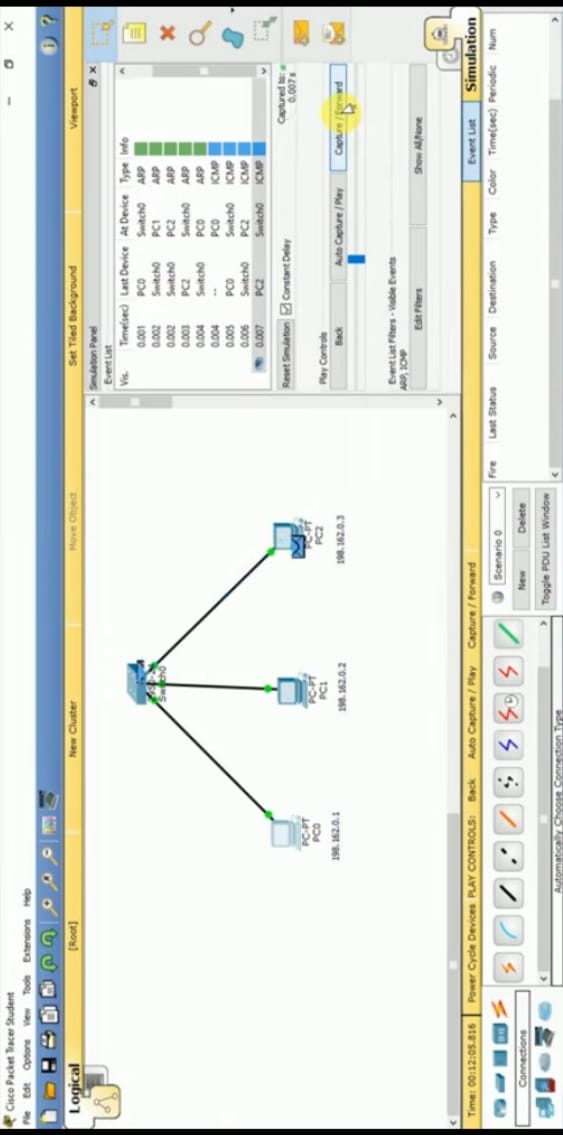 Cisco Packet Tracer Student
File Edit Options View Tools Extensions Help
Logical
[Root]
New Cluster
Move Object
Set Tiled Background
Viewport
Switch0
PC-PT
PC0
198.162.0.1
PC-PT
PC1
198.162.0.2
PC-PT
PC2
198.162.0.3
Simulation Panel
Event List
Vis. Time(sec) Last Device At Device Type Info
0.001 PC0 Switch0 ARP
0.002 Switch0 PC1 ARP
0.002 Switch0 PC2 ARP
0.003 PC2 Switch0 ARP
0.004 Switch0 PC0 ARP
0.004 -- PC0 ICMP
0.005 PC0 Switch0 ICMP
0.006 Switch0 PC2 ICMP
0.007 PC2 Switch0 ICMP
Reset Simulation Constant Delay
Captured to:
0.007 s
Play Controls
Back Auto Capture / Play Capture / Forward
Event List Filters - Visible Events
ARP, ICMP
Edit Filters Show All/None
Time: 00:12:05.816 Power Cycle Devices PLAY CONTROLS: Back Auto Capture / Play Capture / Forward
Event List
Simulation
Connections
Automatically Choose Connection Type
Scenario 0
New Delete
Toggle PDU List Window
Fire Last Status Source Destination Type Color Time(sec) Periodic Num